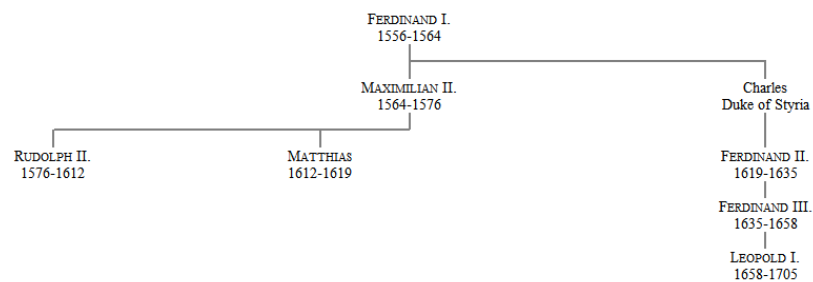 FERDINAND I.
1556-1564
MAXIMILIAN II.
1564-1576
Charles
Duke of Styria
RUDOLPH II.
1576-1612
MATTHIAS
1612-1619
FERDINAND II.
1619-1635
FERDINAND III.
1635-1658
LEOPOLD I.
1658-1705